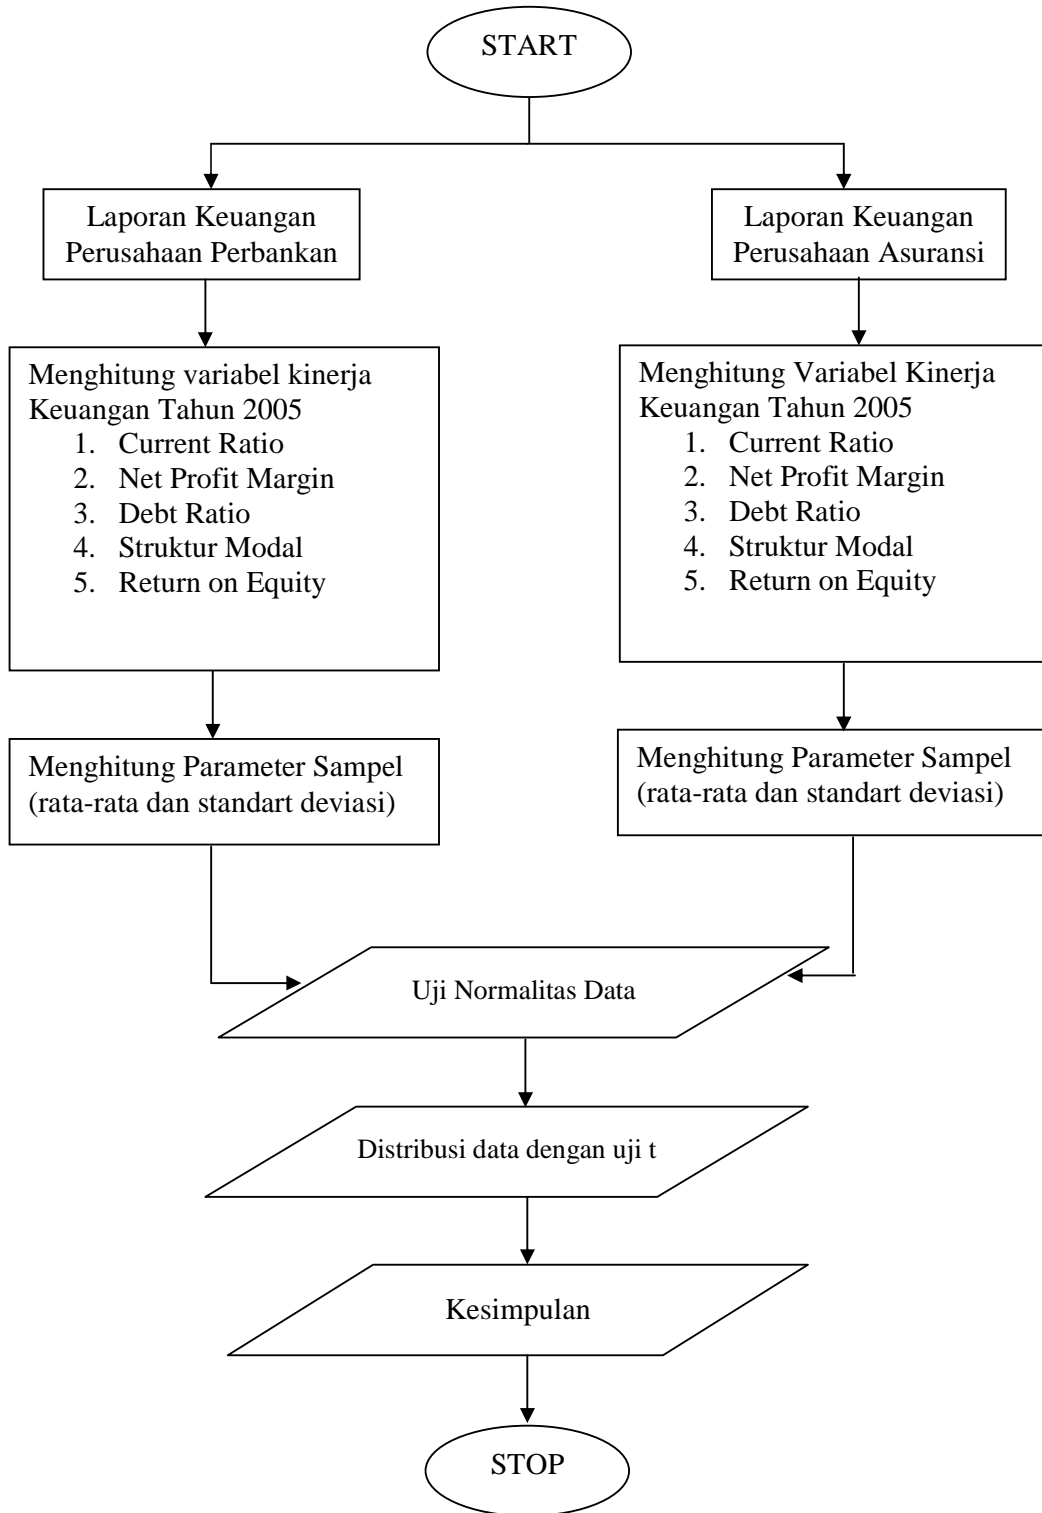 START
Laporan Keuangan
Perusahaan Perbankan
Laporan Keuangan
Perusahaan Asuransi
Menghitung variabel kinerja
Keuangan Tahun 2005
1. Current Ratio
2. Net Profit Margin
3. Debt Ratio
4. Struktur Modal
5. Return on Equity
Menghitung Variabel Kinerja
Keuangan Tahun 2005
1. Current Ratio
2. Net Profit Margin
3. Debt Ratio
4. Struktur Modal
5. Return on Equity
Menghitung Parameter Sampel
(rata-rata dan standart deviasi)
Menghitung Parameter Sampel
(rata-rata dan standart deviasi)
Uji Normalitas Data
Distribusi data dengan uji t
Kesimpulan
STOP